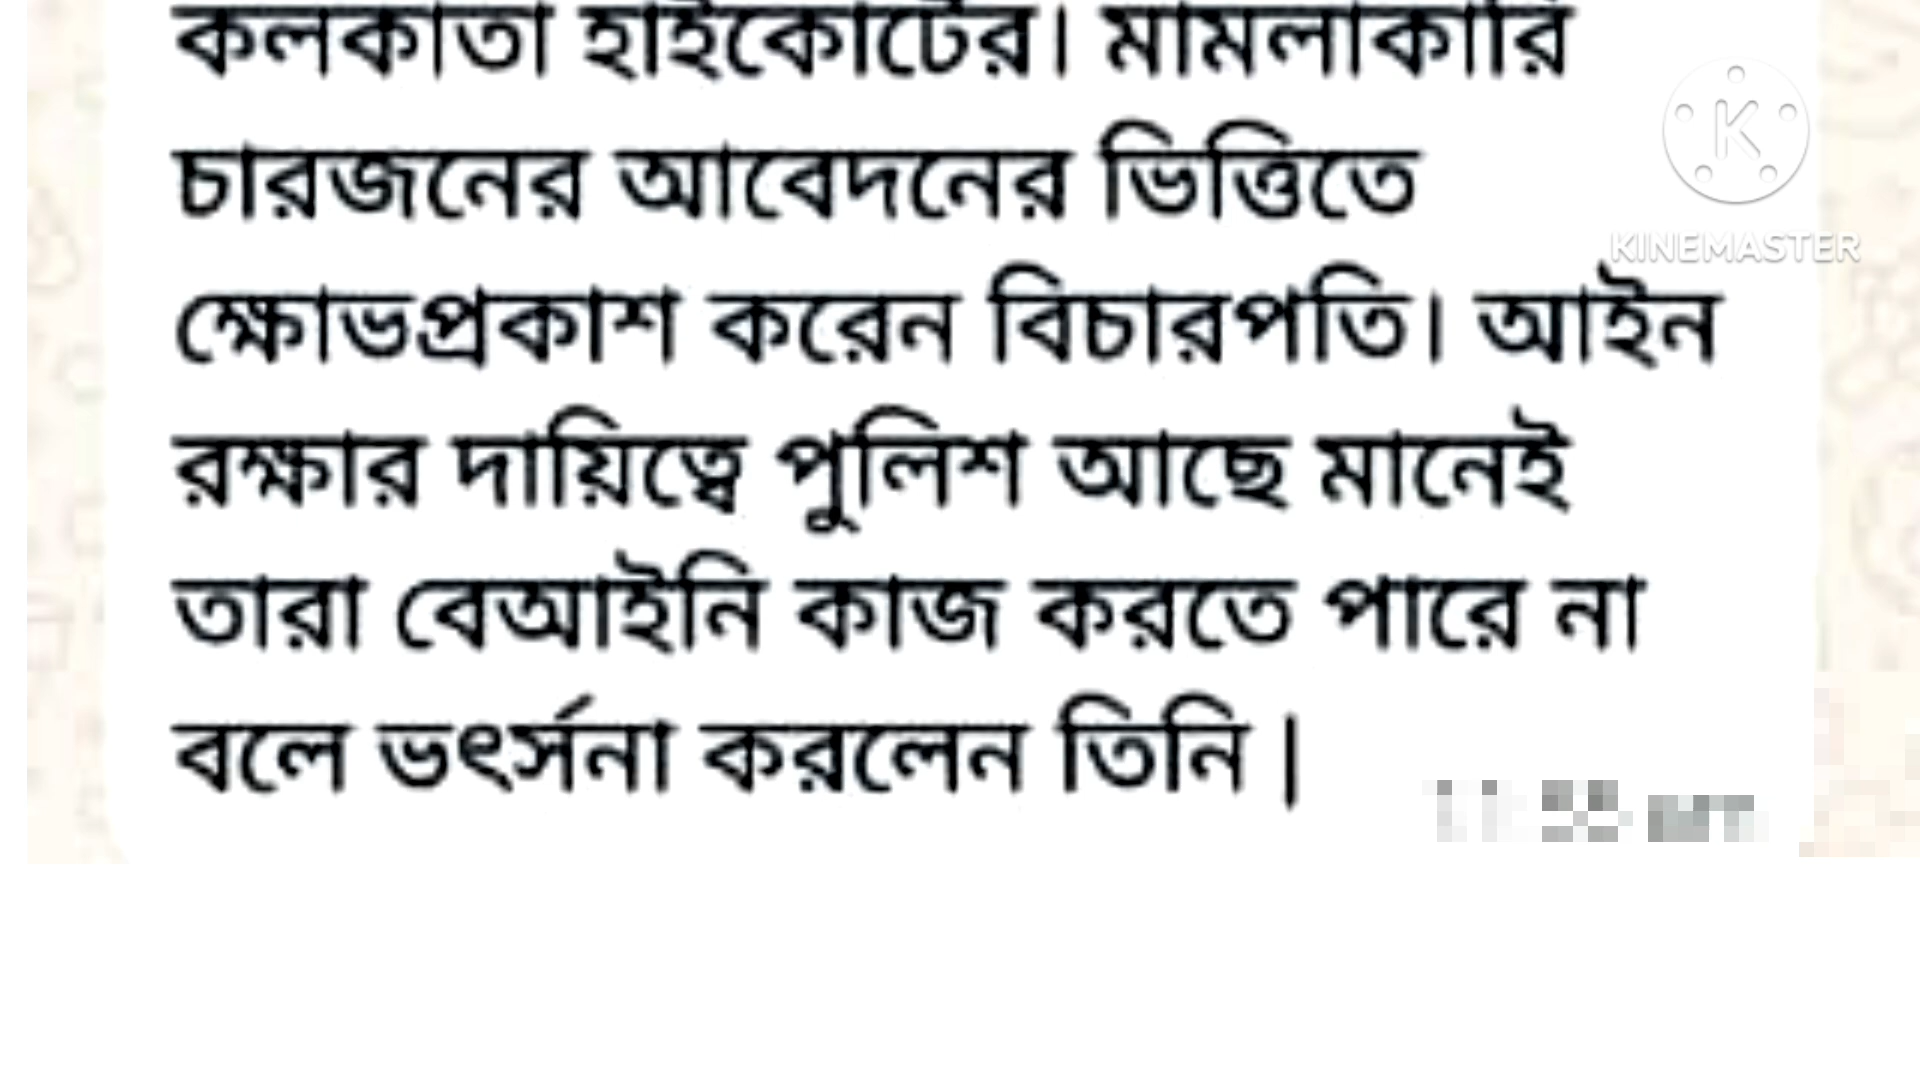 কলকাতা হাইকোর্টের। মামলাকারি
চারজনের আবেদনের ভিত্তিতে
ক্ষোভপ্রকাশ করেন বিচারপতি। আইন
রক্ষার দায়িত্বে পুলিশ আছে মানেই
তারা বেআইনি কাজ করতে পারে না
বলে ভৎর্সনা করলেন তিনি |
K
KINEMASTER